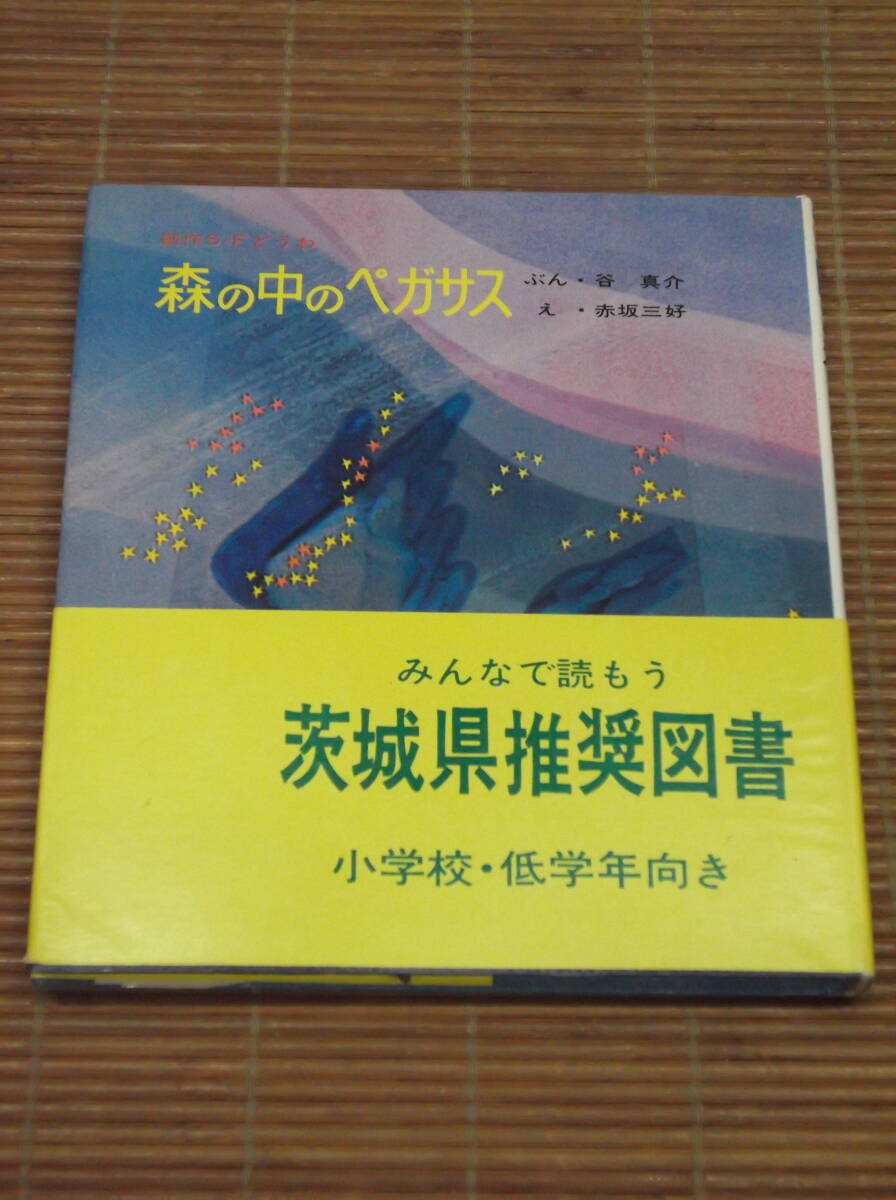 創作S・Fどうわ
森の中のペガサス
ぶん・谷 真介
え ・赤坂三好
みんなで読もう
茨城県推奨図書
小学校・低学年向き